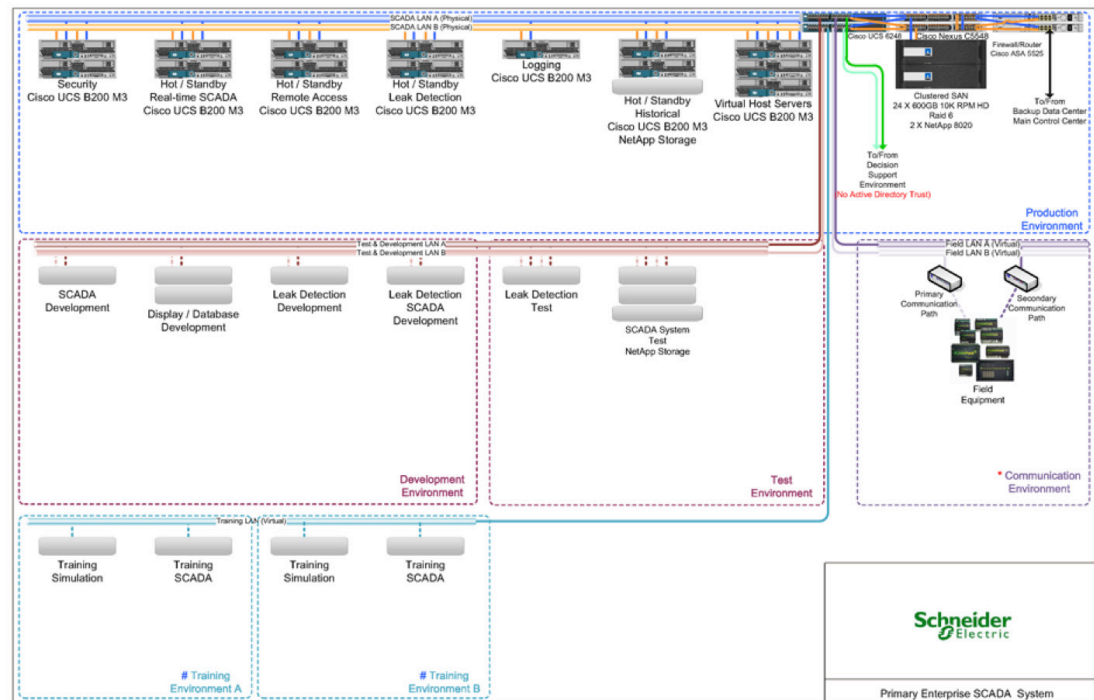 SCADA LAN A (Physical)
SCADA LAN A (Physical)
Security
Cisco UCS B200 M3
Hot / Standby
Real-time SCADA
Cisco UCS B200 M3
Hot / Standby
Remote Access
Cisco UCS B200 M3
Hot / Standby
Leak Detection
Cisco UCS B200 M3
Logging
Cisco UCS B200 M3
Hot / Standby
Historical
Cisco UCS B200 M3
NetApp Storage
Virtual Host Servers
Cisco UCS B200 M3
Cisco UCS 6248
Cisco Nexus C5548
Firewall/Router
Cisco ASA 5525
Clustered SAN
24 X 600GB 10K RPM HD
Raid 6
2 X NetApp 8020
To/From
Backup Data Center
Main Control Center
To/From
Decision
Support
Environment
(No Active Directory Trust)
Production
Environment
Test & Development LAN A
Test & Development LAN B
SCADA
Development
Display / Database
Development
Leak Detection
Development
Leak Detection
SCADA
Development
Leak Detection
Test
SCADA System
Test
NetApp Storage
Development
Environment
Test
Environment
Field LAN A (Virtual)
Field LAN B (Virtual)
Primary
Communication
Path
Secondary
Communication
Path
Field
Equipment
* Communication
Environment
Training LAN (Virtual)
Training
Simulation
Training
SCADA
Training
Simulation
Training
SCADA
# Training
Environment A
# Training
Environment B
Schneider
Electric
Primary Enterprise SCADA System